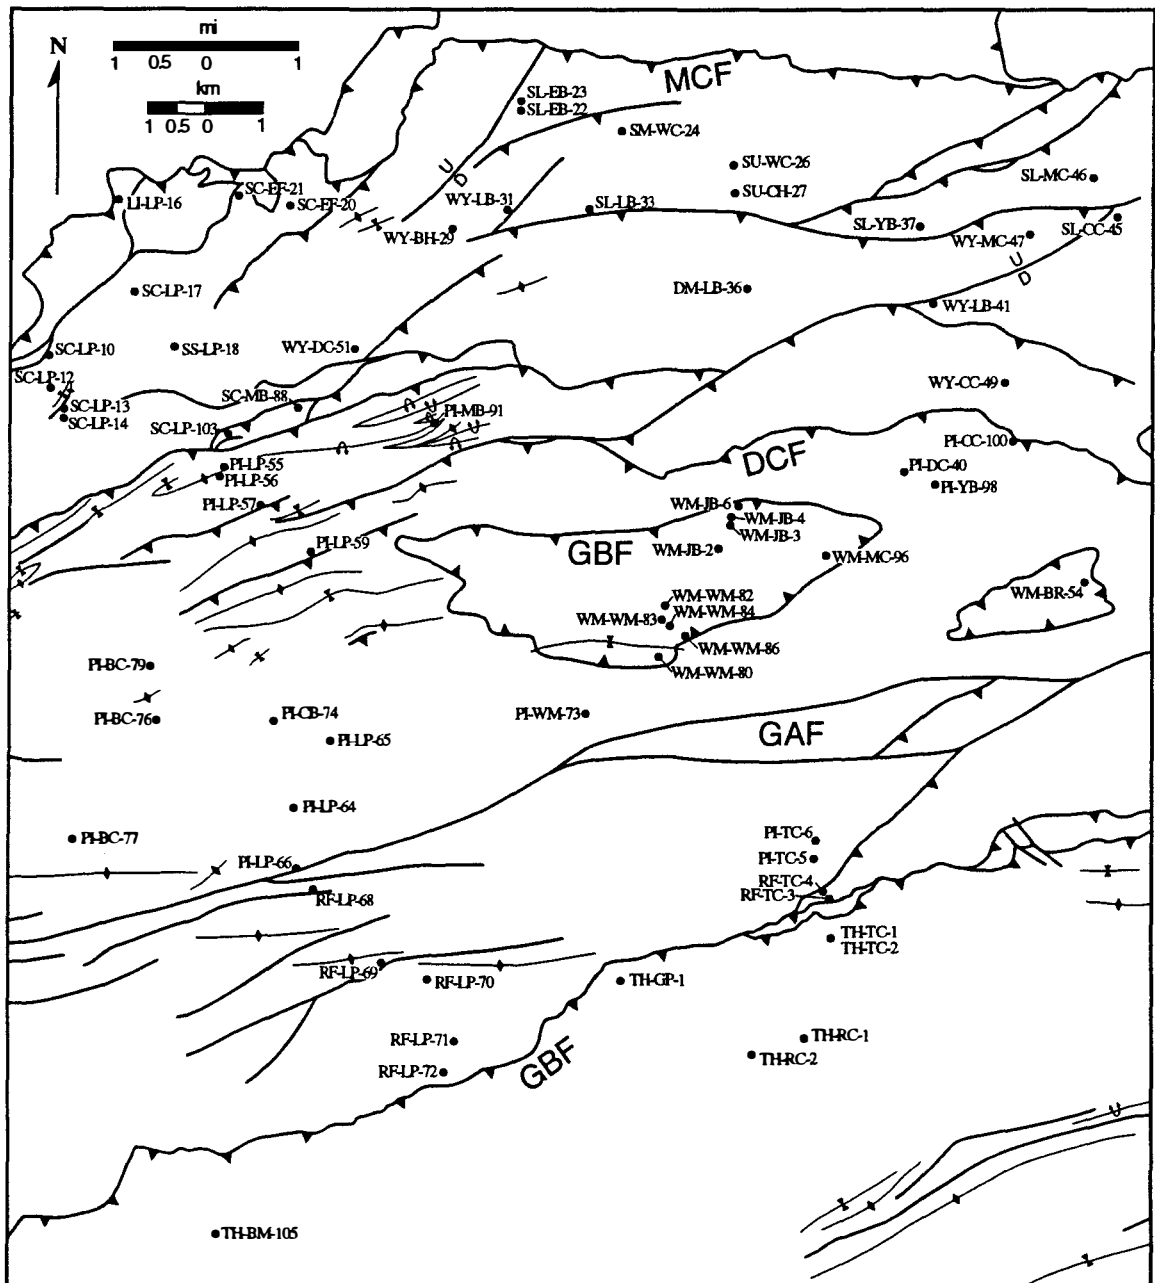 mi
N
1 0.5 0 1
MCF
km
1 0.5 0 1
SL-EB-23
SL-EB-22
SM-WC-24
SU-WC-26
U
D
SL-MC-46
SC-EF-21
SU-CH-27
LI-LP-16
SC-EF-20
WY-LB-31
SL-LB-33
SL-YB-37
SL-CC-45
WY-BH-29
WY-MC-47
U
D
SC-LP-17
DM-LB-36
WY-LB-41
SC-LP-10
SS-LP-18
WY-DC-51
SC-LP-12
WY-CC-49
SC-MB-88
SC-LP-13
PI-MB-91
SC-LP-14
SC-LP-103
PI-CC-100
DCF
PI-LP-55
PI-DC-40
PI-LP-56
PI-YB-98
PI-LP-57
WM-JB-6
WM-JB-4
WM-JB-3
PI-LP-59
GBF
WM-JB-2
WM-MC-96
WM-BR-54
WM-WM-82
WM-WM-83
WM-WM-84
WM-WM-86
PI-BC-79
WM-WM-80
PI-BC-76
PI-CB-74
PI-WM-73
GAF
PI-LP-65
PI-LP-64
PI-BC-77
PI-TC-6
PI-TC-5
PI-LP-66
RF-TC-4
RF-LP-68
RF-TC-3
TH-TC-1
TH-TC-2
RF-LP-69
RF-LP-70
TH-GP-1
RF-LP-71
TH-RC-1
TH-RC-2
RF-LP-72
GBF
TH-BM-105